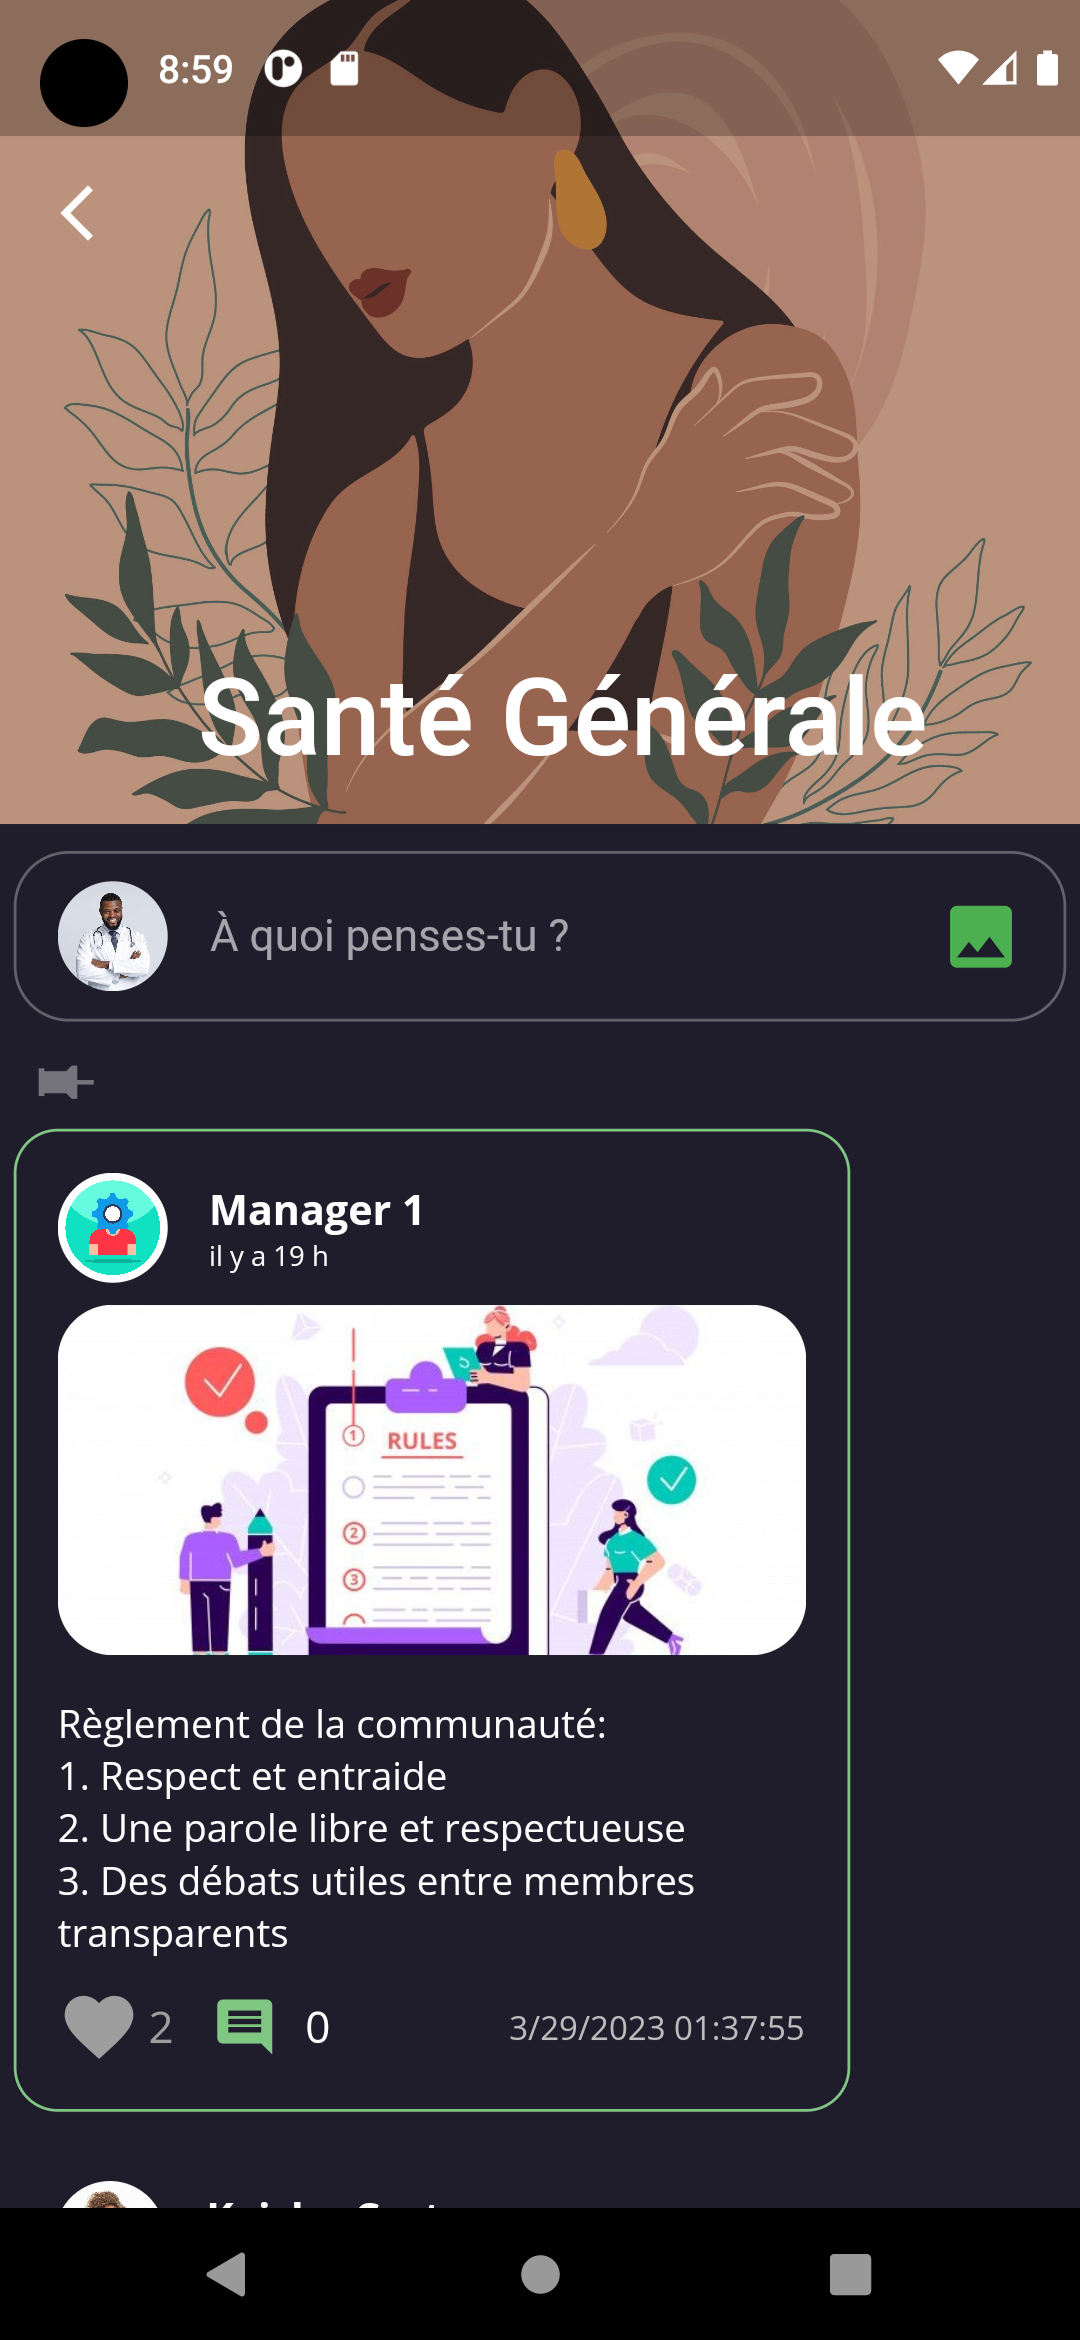 8:59
Santé Générale
À quoi penses-tu ?
Manager 1
il y a 19 h
1 RULES
2
3
Règlement de la communauté:
1. Respect et entraide
2. Une parole libre et respectueuse
3. Des débats utiles entre membres
transparents
2 0 3/29/2023 01:37:55